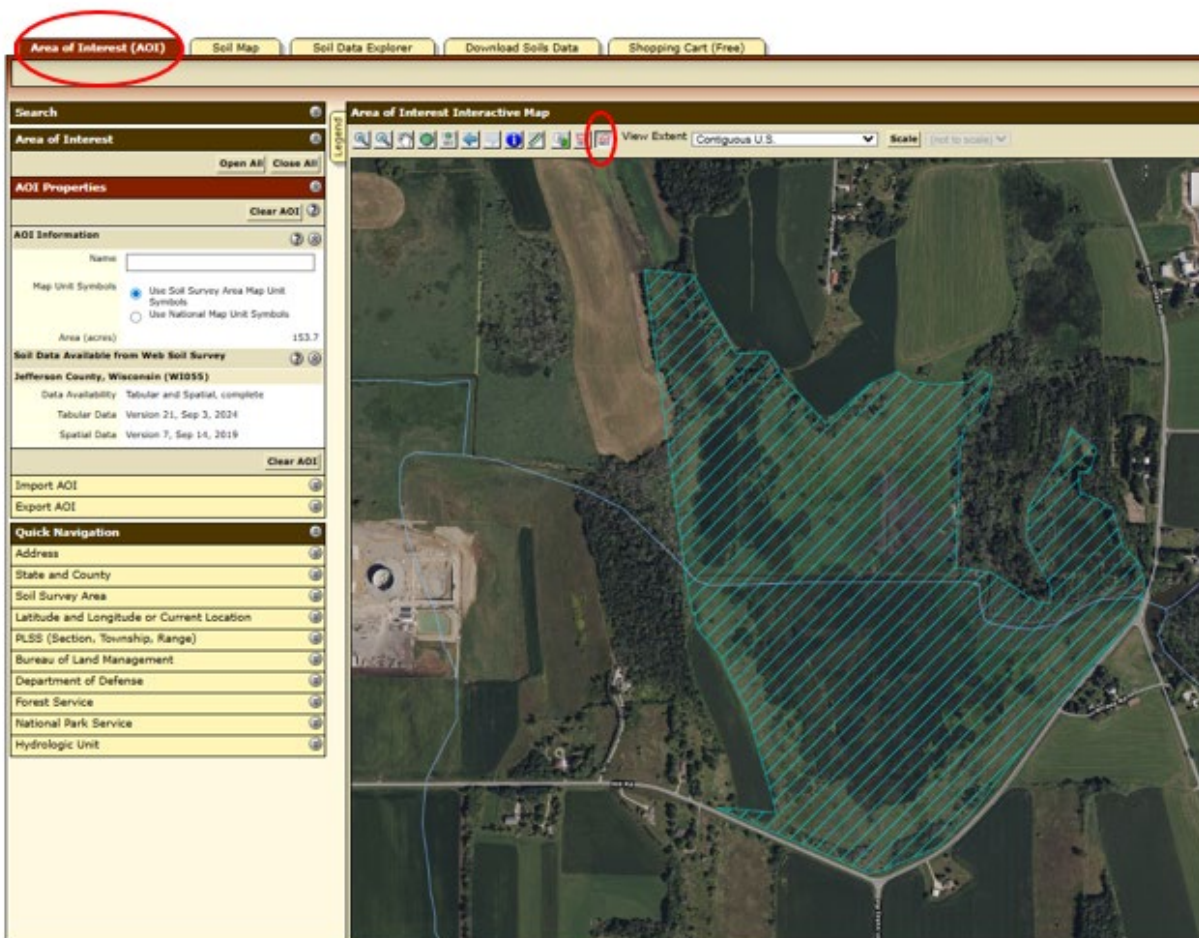 Area of Interest (AOI)
Soil Map
Soil Data Explorer
Download Soils Data
Shopping Cart (Free)
Search
Area of Interest
Open All Close All
AOI Properties
Clear AOI
AOI Information
Name
Map Unit Symbols
Use Soil Survey Area Map Unit
Symbols
Use National Map Unit Symbols
Area (acres) 153.7
Soil Data Available from Web Soil Survey
Jefferson County, Wisconsin (WI055)
Data Availability Tabular and Spatial, complete
Tabular Data Version 21, Sep 3, 2024
Spatial Data Version 7, Sep 14, 2019
Clear AOI
Import AOI
Export AOI
Quick Navigation
Address
State and County
Soil Survey Area
Latitude and Longitude or Current Location
PLSS (Section, Township, Range)
Bureau of Land Management
Department of Defense
Forest Service
National Park Service
Hydrologic Unit
Legend
Area of Interest Interactive Map
View Extent Contiguous U.S. Scale (not to scale)